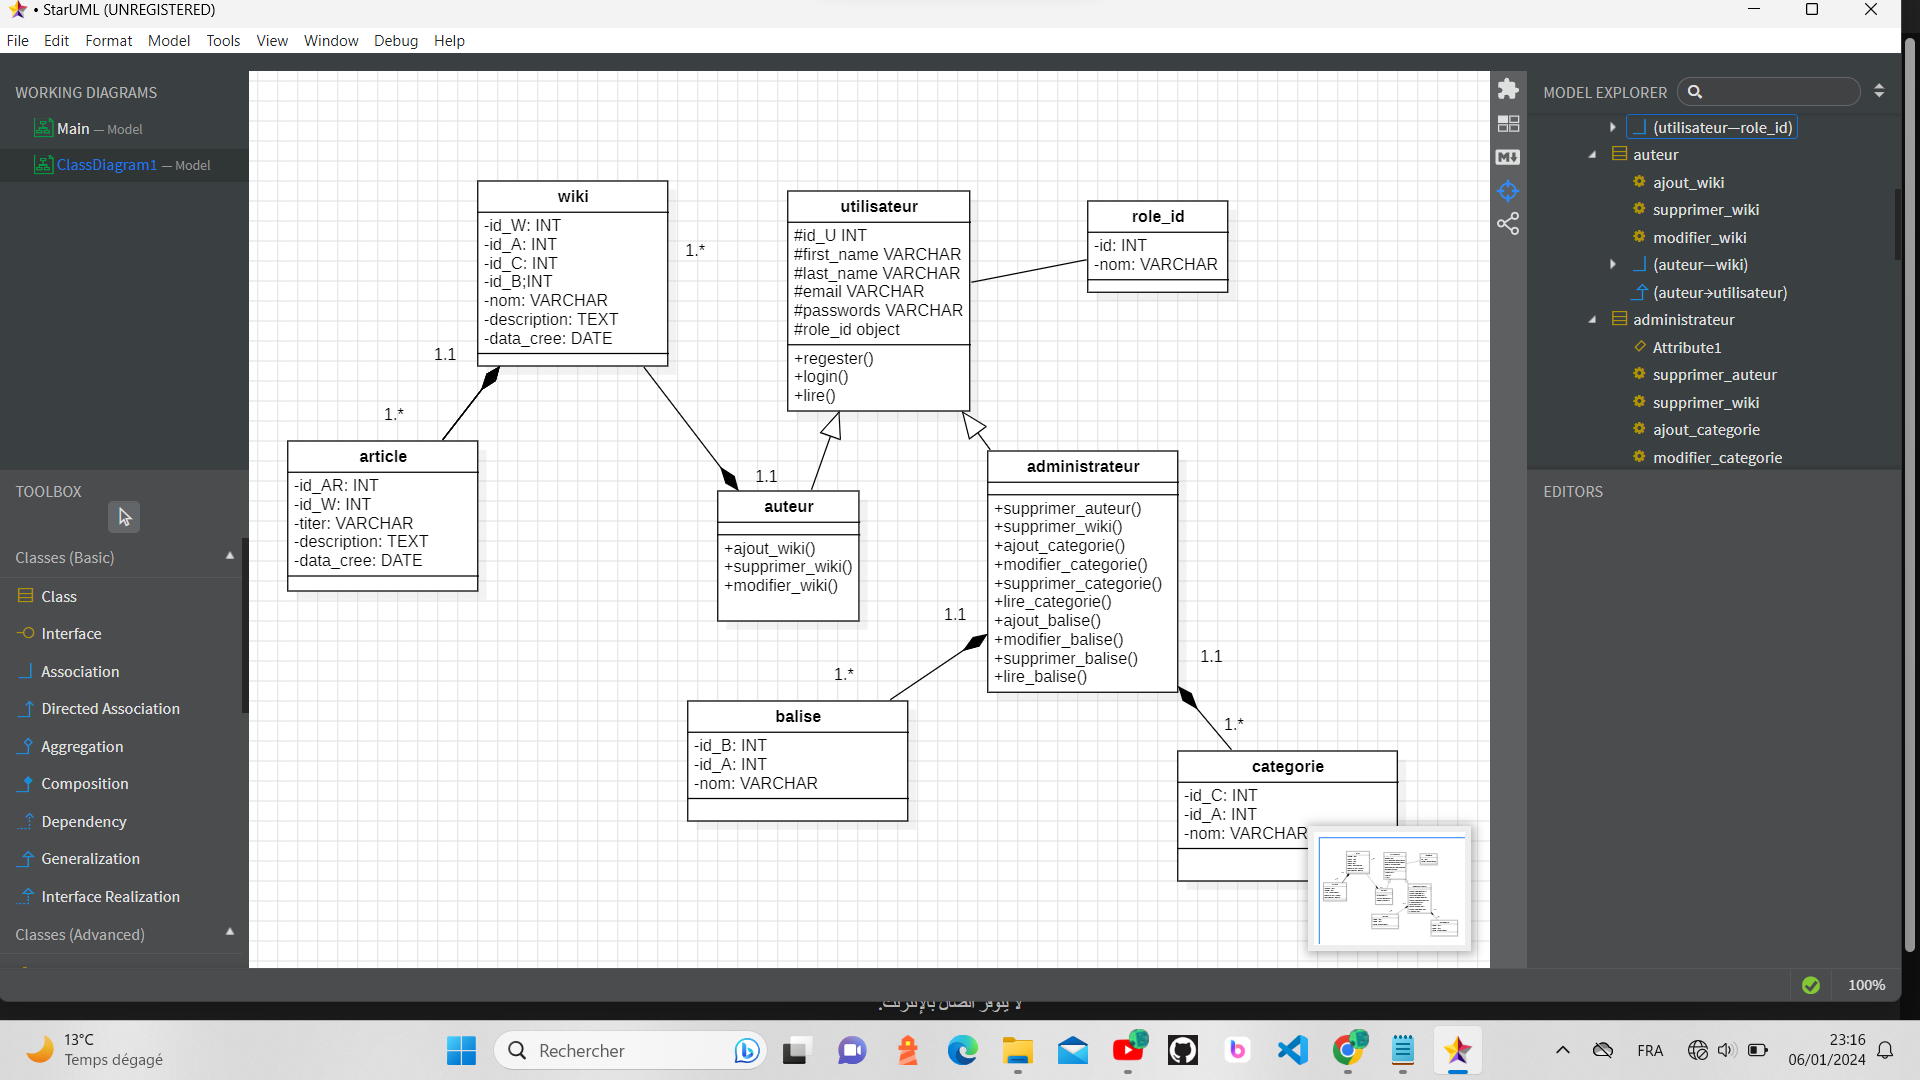 • StarUML (UNREGISTERED)
File Edit Format Model Tools View Window Debug Help
WORKING DIAGRAMS
Main — Model
ClassDiagram1 — Model
TOOLBOX
Classes (Basic)
Class
Interface
Association
Directed Association
Aggregation
Composition
Dependency
Generalization
Interface Realization
Classes (Advanced)
wiki
-id_W: INT
-id_A: INT
-id_C: INT
-id_B;INT
-nom: VARCHAR
-description: TEXT
-data_cree: DATE
1.*
1.1
1.*
article
-id_AR: INT
-id_W: INT
-titer: VARCHAR
-description: TEXT
-data_cree: DATE
utilisateur
#id_U INT
#first_name VARCHAR
#last_name VARCHAR
#email VARCHAR
#passwords VARCHAR
#role_id object
+regester()
+login()
+lire()
role_id
-id: INT
-nom: VARCHAR
1.1
auteur
+ajout_wiki()
+supprimer_wiki()
+modifier_wiki()
administrateur
+supprimer_auteur()
+supprimer_wiki()
+ajout_categorie()
+modifier_categorie()
+supprimer_categorie()
+lire_categorie()
+ajout_balise()
+modifier_balise()
+supprimer_balise()
+lire_balise()
1.1
1.*
balise
-id_B: INT
-id_A: INT
-nom: VARCHAR
1.1
1.*
categorie
-id_C: INT
-id_A: INT
-nom: VARCHAR
M
MODEL EXPLORER
(utilisateur—role_id)
auteur
ajout_wiki
supprimer_wiki
modifier_wiki
(auteur—wiki)
(auteur→utilisateur)
administrateur
Attribute1
supprimer_auteur
supprimer_wiki
ajout_categorie
modifier_categorie
EDITORS
100%
لا يتوفر اتصال بالإنترنت.
13°C
Temps dégagé
Rechercher
b
FRA
23:16
06/01/2024